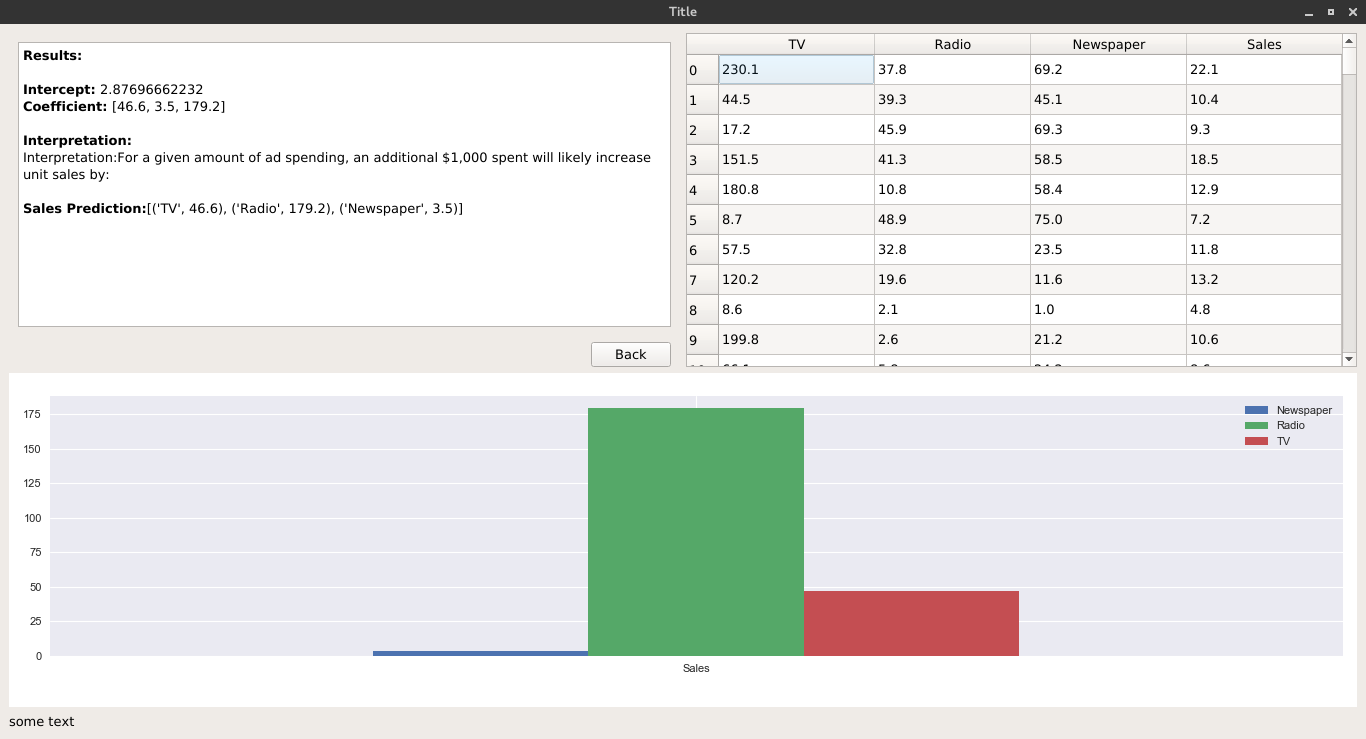 Title
Results:
Intercept: 2.87696662232
Coefficient: [46.6, 3.5, 179.2]
Interpretation:
Interpretation:For a given amount of ad spending, an additional $1,000 spent will likely increase
unit sales by:
Sales Prediction:[('TV', 46.6), ('Radio', 179.2), ('Newspaper', 3.5)]
Back
TV Radio Newspaper Sales
0 230.1 37.8 69.2 22.1
1 44.5 39.3 45.1 10.4
2 17.2 45.9 69.3 9.3
3 151.5 41.3 58.5 18.5
4 180.8 10.8 58.4 12.9
5 8.7 48.9 75.0 7.2
6 57.5 32.8 23.5 11.8
7 120.2 19.6 11.6 13.2
8 8.6 2.1 1.0 4.8
9 199.8 2.6 21.2 10.6
175
150
125
100
75
50
25
0
Sales
Newspaper
Radio
TV
some text